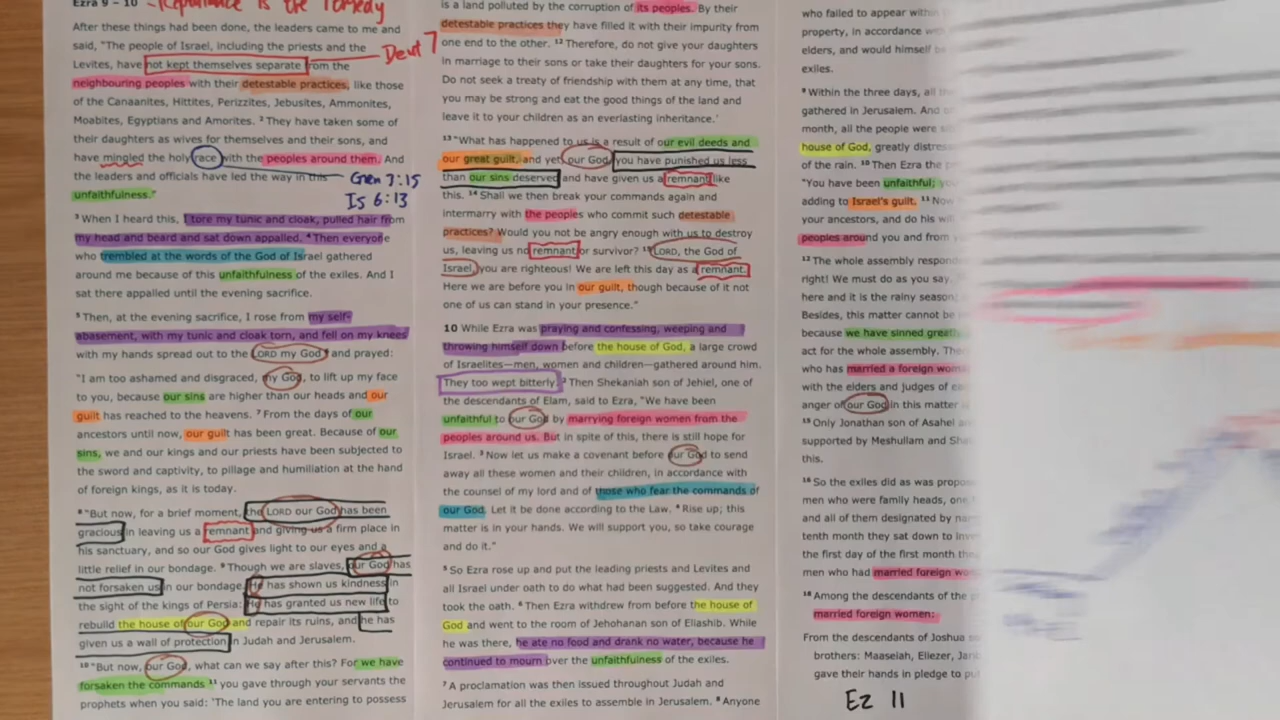 Ezra 9 – 10 - Repentance is the remedy
After these things had been done, the leaders came to me and
said, "The people of Israel, including the priests and the
Levites, have not kept themselves separate from the
Deut 7
neighbouring peoples with their detestable practices, like those
of the Canaanites, Hittites, Perizzites, Jebusites, Ammonites,
Moabites, Egyptians and Amorites. ² They have taken some of
their daughters as wives for themselves and their sons, and
have mingled the holy race with the peoples around them. And
the leaders and officials have led the way in this
unfaithfulness."
Gen 3:15
Is 6:13
³ When I heard this, I tore my tunic and cloak, pulled hair from
my head and beard and sat down appalled. ⁴ Then everyone
who trembled at the words of the God of Israel gathered
around me because of this unfaithfulness of the exiles. And I
sat there appalled until the evening sacrifice.
⁵ Then, at the evening sacrifice, I rose from my self-
abasement, with my tunic and cloak torn, and fell on my knees
with my hands spread out to the LORD my God ⁶ and prayed:
"I am too ashamed and disgraced, my God, to lift up my face
to you, because our sins are higher than our heads and our
guilt has reached to the heavens. ⁷ From the days of our
ancestors until now, our guilt has been great. Because of our
sins, we and our kings and our priests have been subjected to
the sword and captivity, to pillage and humiliation at the hand
of foreign kings, as it is today.
⁸ "But now, for a brief moment, the LORD our God has been
gracious in leaving us a remnant and giving us a firm place in
his sanctuary, and so our God gives light to our eyes and a
little relief in our bondage. ⁹ Though we are slaves, our God has
not forsaken us in our bondage. He has shown us kindness in
the sight of the kings of Persia: He has granted us new life to
rebuild the house of our God and repair its ruins, and he has
given us a wall of protection in Judah and Jerusalem.
¹⁰ "But now, our God, what can we say after this? For we have
forsaken the commands ¹¹ you gave through your servants the
prophets when you said: 'The land you are entering to possess
is a land polluted by the corruption of its peoples. By their
detestable practices they have filled it with their impurity from
one end to the other. ¹² Therefore, do not give your daughters
in marriage to their sons or take their daughters for your sons.
Do not seek a treaty of friendship with them at any time, that
you may be strong and eat the good things of the land and
leave it to your children as an everlasting inheritance.'
¹³ "What has happened to us is a result of our evil deeds and
our great guilt, and yet, our God, you have punished us less
than our sins deserved and have given us a remnant like
this. ¹⁴ Shall we then break your commands again and
intermarry with the peoples who commit such detestable
practices? Would you not be angry enough with us to destroy
us, leaving us no remnant or survivor? ¹⁵ LORD, the God of
Israel, you are righteous! We are left this day as a remnant.
Here we are before you in our guilt, though because of it not
one of us can stand in your presence."
10 While Ezra was praying and confessing, weeping and
throwing himself down before the house of God, a large crowd
of Israelites—men, women and children—gathered around him.
They too wept bitterly. ² Then Shekaniah son of Jehiel, one of
the descendants of Elam, said to Ezra, "We have been
unfaithful to our God by marrying foreign women from the
peoples around us. But in spite of this, there is still hope for
Israel. ³ Now let us make a covenant before our God to send
away all these women and their children, in accordance with
the counsel of my lord and of those who fear the commands of
our God. Let it be done according to the Law. ⁴ Rise up; this
matter is in your hands. We will support you, so take courage
and do it."
⁵ So Ezra rose up and put the leading priests and Levites and
all Israel under oath to do what had been suggested. And they
took the oath. ⁶ Then Ezra withdrew from before the house of
God and went to the room of Jehohanan son of Eliashib. While
he was there, he ate no food and drank no water, because he
continued to mourn over the unfaithfulness of the exiles.
⁷ A proclamation was then issued throughout Judah and
Jerusalem for all the exiles to assemble in Jerusalem. ⁸ Anyone
who failed to appear within
property, in accordance
elders, and would himself
exiles.
⁹ Within the three days, all
gathered in Jerusalem. And
month, all the people were
house of God, greatly
of the rain. ¹⁰ Then Ezra the
"You have been unfaithful;
adding to Israel's guilt. ¹¹ Now
your ancestors, and do his
peoples around you and from
¹² The whole assembly
right! We must do as you say.
here and it is the rainy season;
Besides, this matter cannot be
because we have sinned
act for the whole assembly.
who has married a foreign
with the elders and judges of
anger of our God in this matter
¹⁵ Only Jonathan son of Asahel
supported by Meshullam and
this.
¹⁶ So the exiles did as was
men who were family heads,
and all of them designated by
tenth month they sat down to
the first day of the first month
men who had married foreign
¹⁸ Among the descendants of the
married foreign women:
From the descendants of Joshua
brothers: Maaseiah, Eliezer,
gave their hands in pledge to
Ez 11